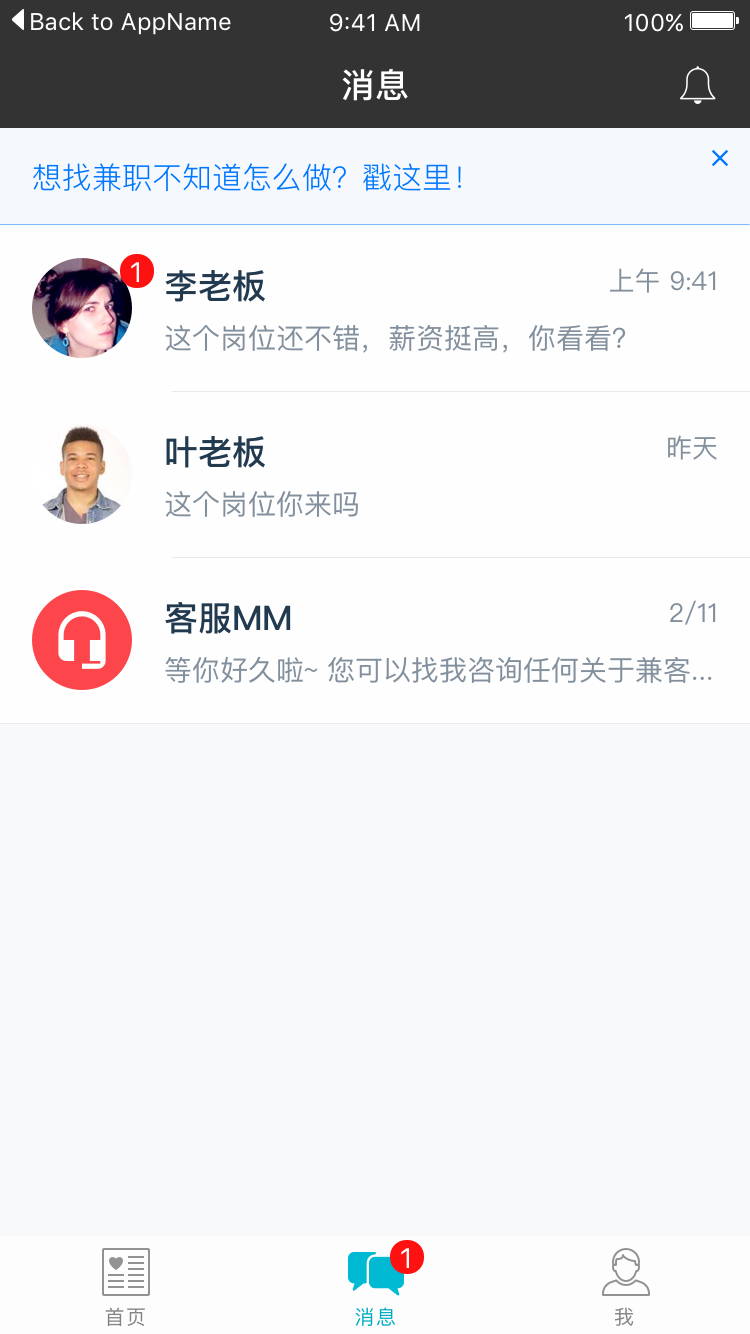 Back to AppName 9:41 AM 100%
消息
想找兼职不知道怎么做？戳这里！
1
李老板 上午 9:41
这个岗位还不错，薪资挺高，你看看？
叶老板 昨天
这个岗位你来吗
客服MM 2/11
等你好久啦~ 您可以找我咨询任何关于兼客...
1
首页 消息 我